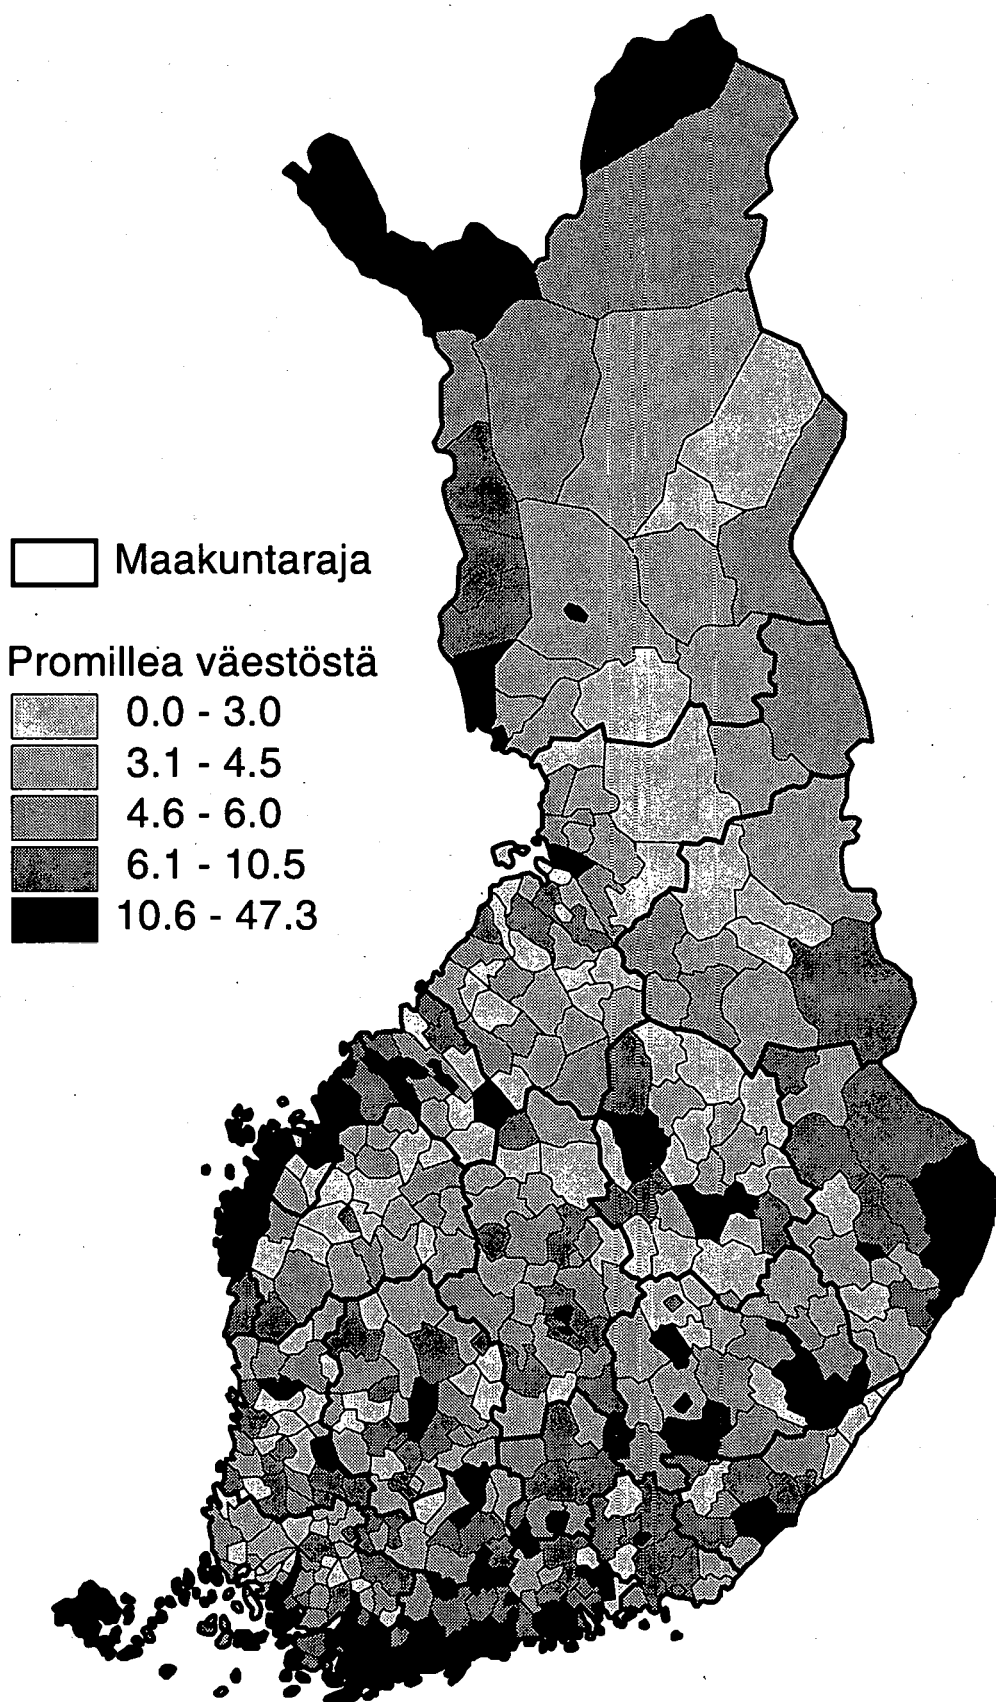 Maakuntaraja
Promillea väestöstä
0.0 - 3.0
3.1 - 4.5
4.6 - 6.0
6.1 - 10.5
10.6 - 47.3